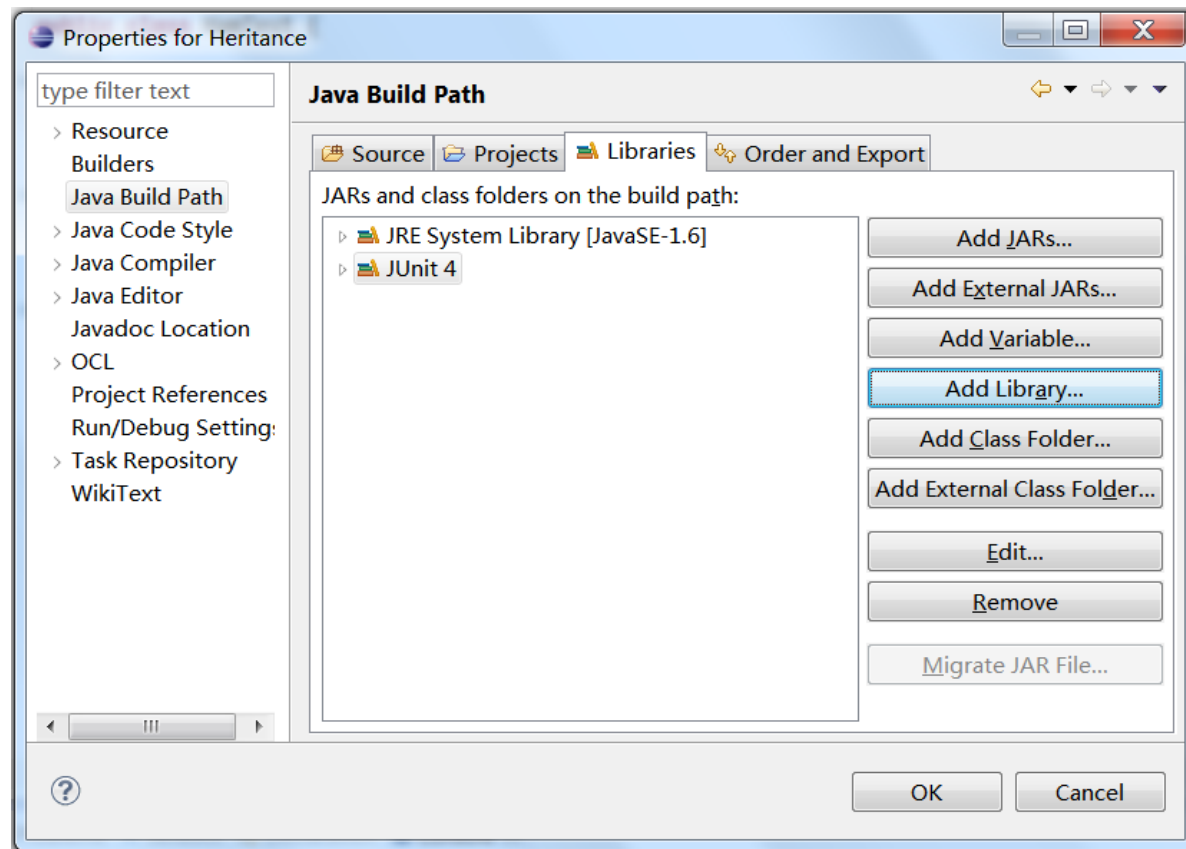 Properties for Heritance
type filter text
Resource
Builders
Java Build Path
Java Code Style
Java Compiler
Java Editor
Javadoc Location
OCL
Project References
Run/Debug Setting
Task Repository
WikiText
Java Build Path
Source Projects Libraries Order and Export
JARs and class folders on the build path:
JRE System Library [JavaSE-1.6]
JUnit 4
Add JARs...
Add External JARs...
Add Variable...
Add Library...
Add Class Folder...
Add External Class Folder...
Edit...
Remove
Migrate JAR File...
OK Cancel